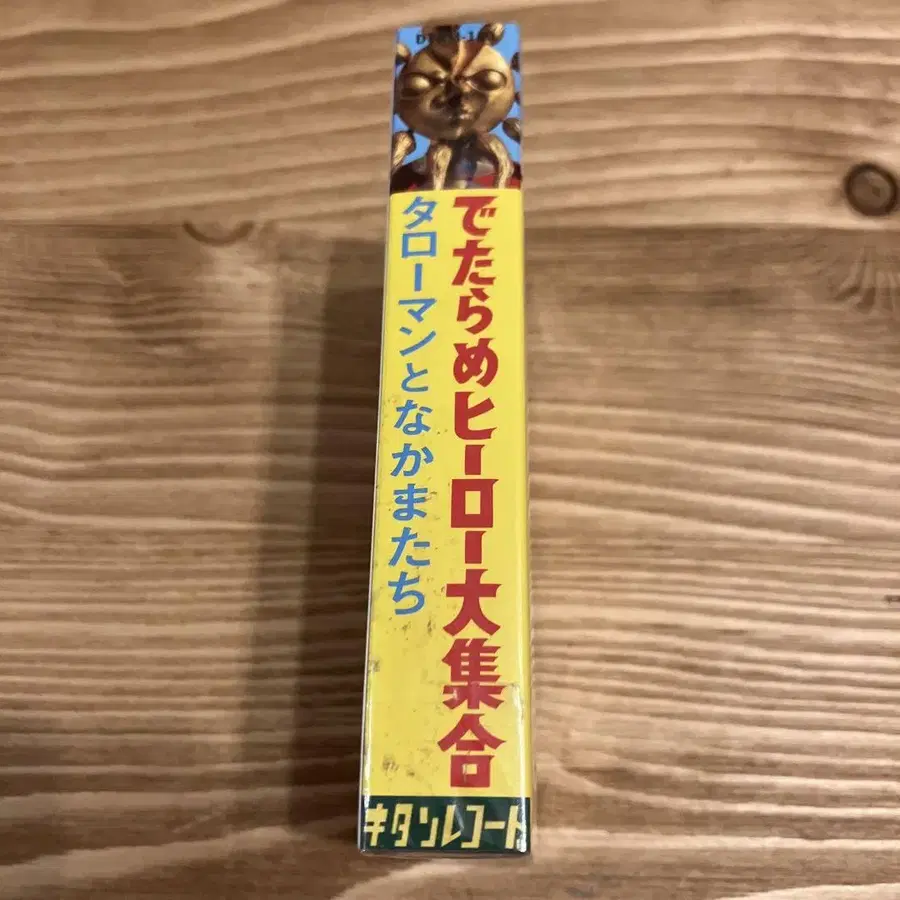 でたらめヒーロー大集合
タローマンとなかまたち
キタンレコード